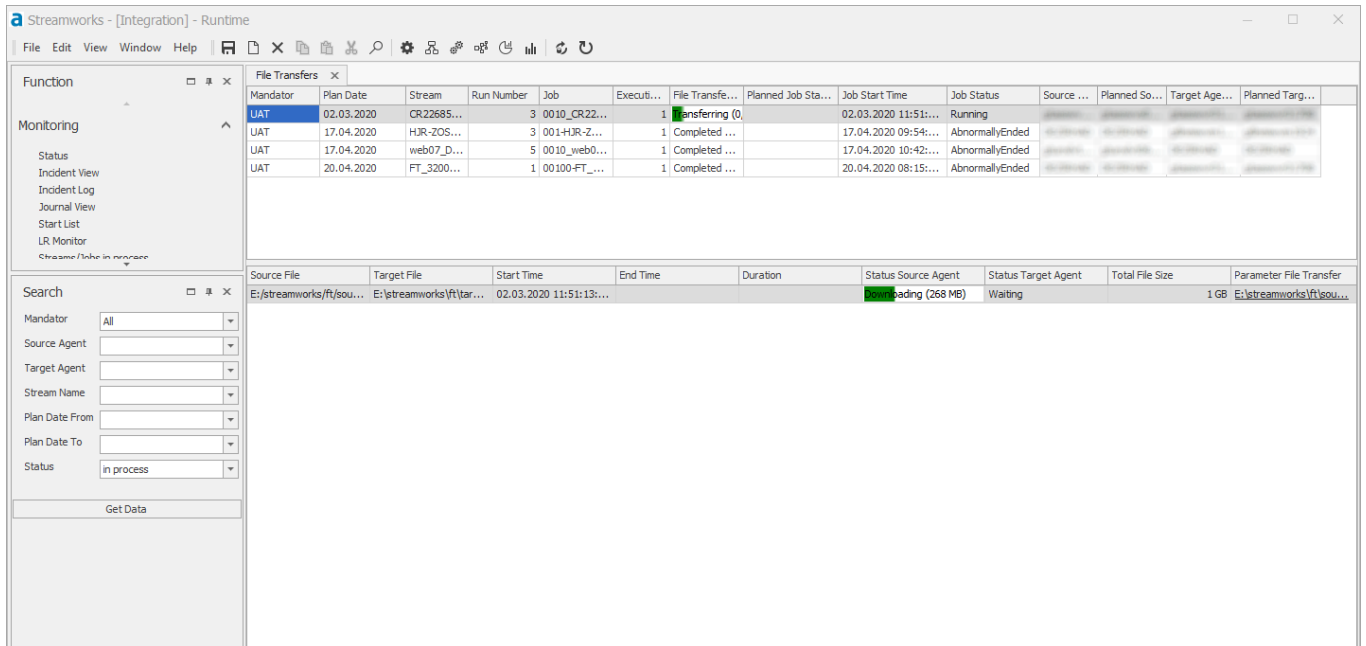 a Streamworks - [Integration] - Runtime
File Edit View Window Help
Function
Monitoring
Status
Incident View
Incident Log
Journal View
Start List
LR Monitor
Streams/Jobs in process
Search
Mandator All
Source Agent
Target Agent
Stream Name
Plan Date From
Plan Date To
Status in process
Get Data
File Transfers
Mandator Plan Date Stream Run Number Job Executi... File Transfe... Planned Job Sta... Job Start Time Job Status Source ... Planned So... Target Age... Planned Targ...
UAT 02.03.2020 CR22685... 3 0010_CR22... 1 Transferring (0, 02.03.2020 11:51:... Running
UAT 17.04.2020 HJR-ZOS... 3 001-HJR-Z... 1 Completed ... 17.04.2020 09:54:... AbnormallyEnded
UAT 17.04.2020 web07_D... 5 0010_web0... 1 Completed ... 17.04.2020 10:42:... AbnormallyEnded
UAT 20.04.2020 FT_3200... 1 00100-FT_... 1 Completed ... 20.04.2020 08:15:... AbnormallyEnded
Source File Target File Start Time End Time Duration Status Source Agent Status Target Agent Total File Size Parameter File Transfer
E:/streamworks/ft/sou... E:\streamworks\ft\tar... 02.03.2020 11:51:13:... Downloading (268 MB) Waiting 1 GB E:\streamworks\ft\sou...